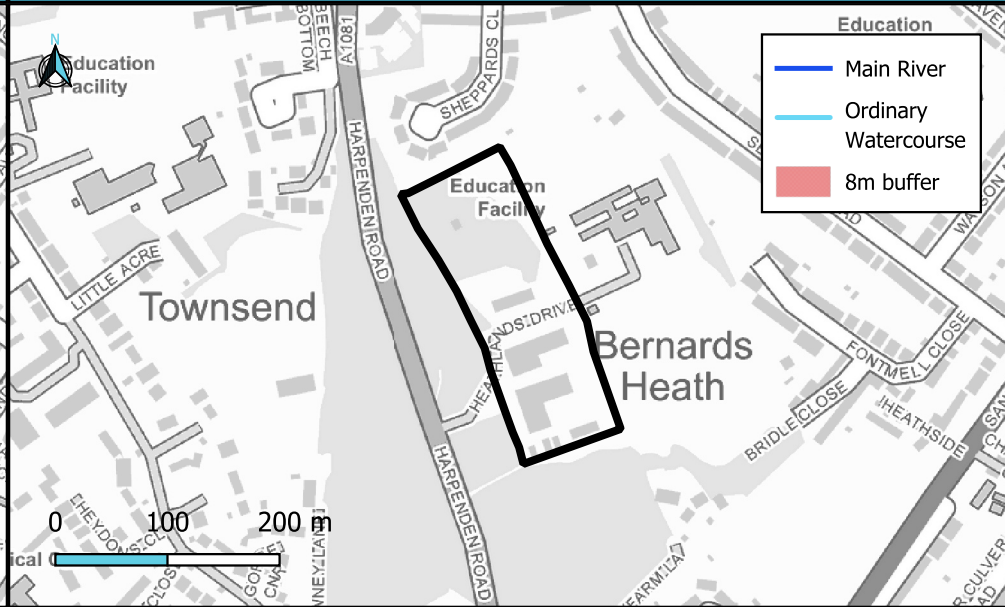 N
Education
Facility
BEECH
BOTTOM
A1081
SHEPPARDS CL
Education
Main River
Ordinary
Watercourse
8m buffer
HARPENDEN ROAD
Education
Facility
LITTLE ACRE
Townsend
HEATHLANDS DRIVE
Bernards
Heath
FONTMELL CLOSE
BRIDLE CLOSE
HEATHSIDE
HARPENDEN ROAD
0 100 200 m